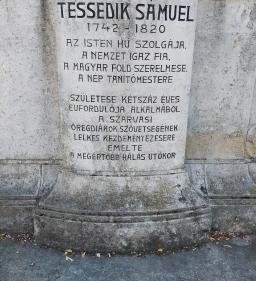 TESSEDIK SÁMUEL
1742-1820
AZ ISTEN HŰ SZOLGÁJA,
A NEMZET IGAZ FIA,
A MAGYAR FÖLD SZERELMESE,
A NÉP TANÍTÓMESTERE
SZÜLETÉSE KÉTSZÁZ ÉVES
ÉVFORDULÓJA ALKALMÁBÓL
A SZARVASI
ÖREGDIÁKOK SZÖVETSÉGÉNEK
LELKES KEZDEMÉNYEZÉSÉRE
EMELTE
A MEGÉRTŐBB HÁLÁS UTÓKOR